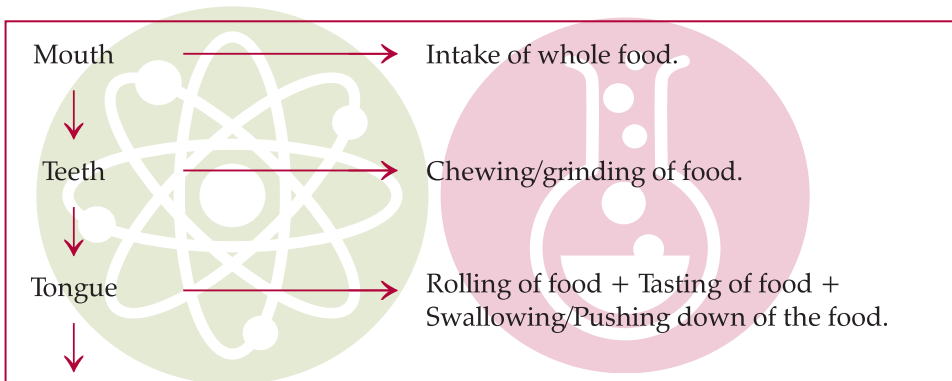 Mouth Intake of whole food.
Teeth Chewing/grinding of food.
Tongue Rolling of food + Tasting of food +
Swallowing/Pushing down of the food.